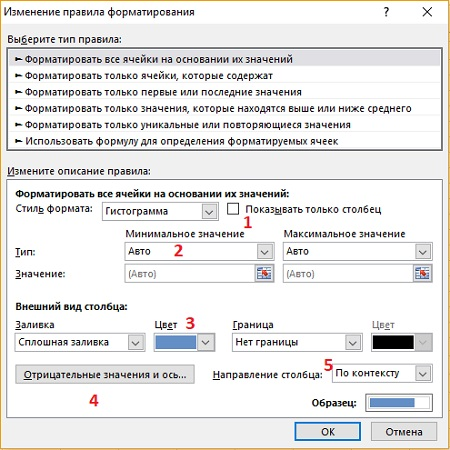 Изменение правила форматирования
? ×
Выберите тип правила:
► Форматировать все ячейки на основании их значений
► Форматировать только ячейки, которые содержат
► Форматировать только первые или последние значения
► Форматировать только значения, которые находятся выше или ниже среднего
► Форматировать только уникальные или повторяющиеся значения
► Использовать формулу для определения форматируемых ячеек
Измените описание правила:
Форматировать все ячейки на основании их значений:
Стиль формата: Гистограмма Показывать только столбец
1
Минимальное значение Максимальное значение
Тип: Авто 2 Авто
Значение: (Авто) (Авто)
Внешний вид столбца:
Заливка Цвет 3 Граница Цвет
Сплошная заливка Нет границы
Отрицательные значения и ось... Направление столбца: 5 По контексту
4
Образец:
ОК Отмена